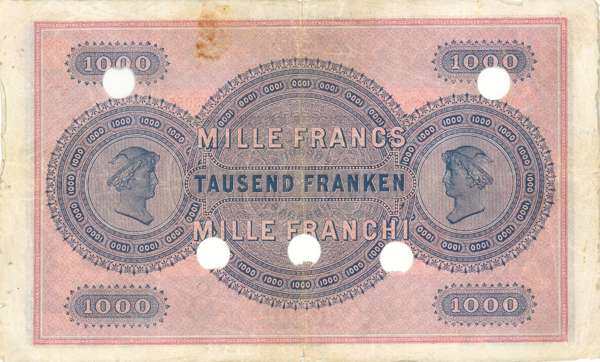 1000 1000
MILLE FRANCS
TAUSEND FRANKEN
MILLE FRANCHI
1000 1000